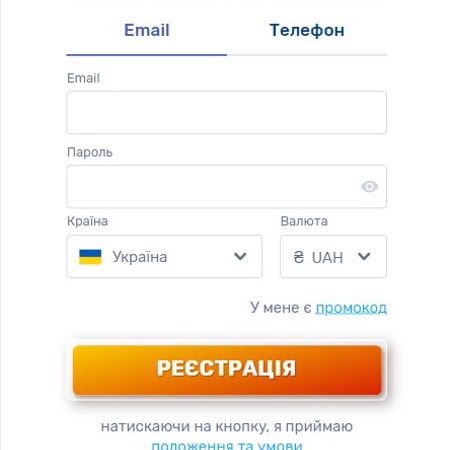 Email Телефон
Email
Пароль
Країна Валюта
Україна ₴ UAH
У мене є промокод
РЕЄСТРАЦІЯ
натискаючи на кнопку, я приймаю
положення та умови